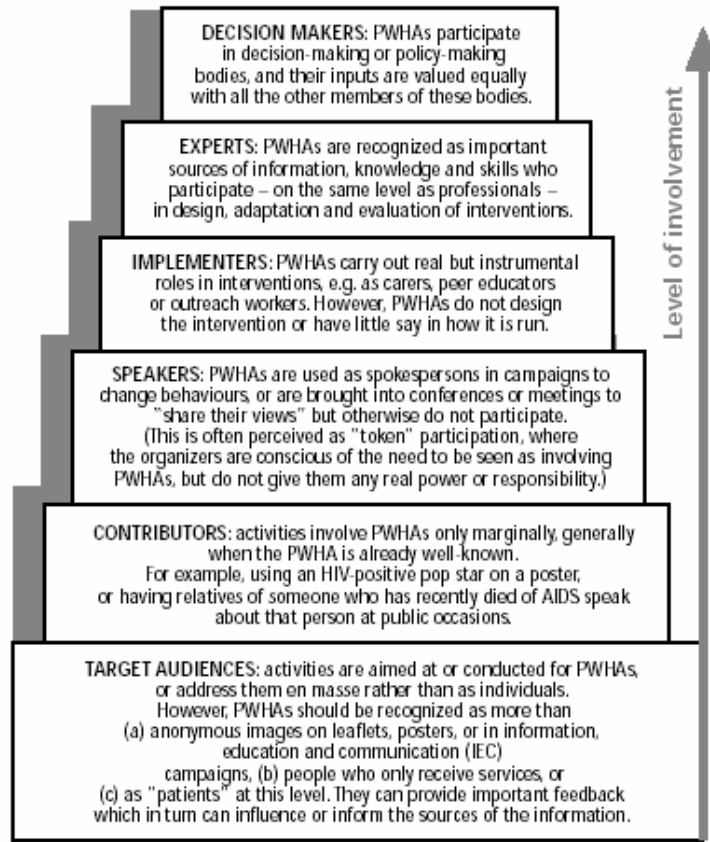 DECISION MAKERS: PWHAs participate
in decision-making or policy-making
bodies, and their inputs are valued equally
with all the other members of these bodies.
EXPERTS: PWHAs are recognized as important
sources of information, knowledge and skills who
participate – on the same level as professionals –
in design, adaptation and evaluation of interventions.
IMPLEMENTERS: PWHAs carry out real but instrumental
roles in interventions, e.g. as carers, peer educators
or outreach workers. However, PWHAs do not design
the intervention or have little say in how it is run.
SPEAKERS: PWHAs are used as spokespersons in campaigns to
change behaviours, or are brought into conferences or meetings to
"share their views" but otherwise do not participate.
(This is often perceived as "token" participation, where
the organizers are conscious of the need to be seen as involving
PWHAs, but do not give them any real power or responsibility.)
CONTRIBUTORS: activities involve PWHAs only marginally, generally
when the PWHA is already well-known.
For example, using an HIV-positive pop star on a poster,
or having relatives of someone who has recently died of AIDS speak
about that person at public occasions.
TARGET AUDIENCES: activities are aimed at or conducted for PWHAs,
or address them en masse rather than as individuals.
However, PWHAs should be recognized as more than
(a) anonymous images on leaflets, posters, or in information,
education and communication (IEC)
campaigns, (b) people who only receive services, or
(c) as "patients" at this level. They can provide important feedback
which in turn can influence or inform the sources of the information.
Level of involvement